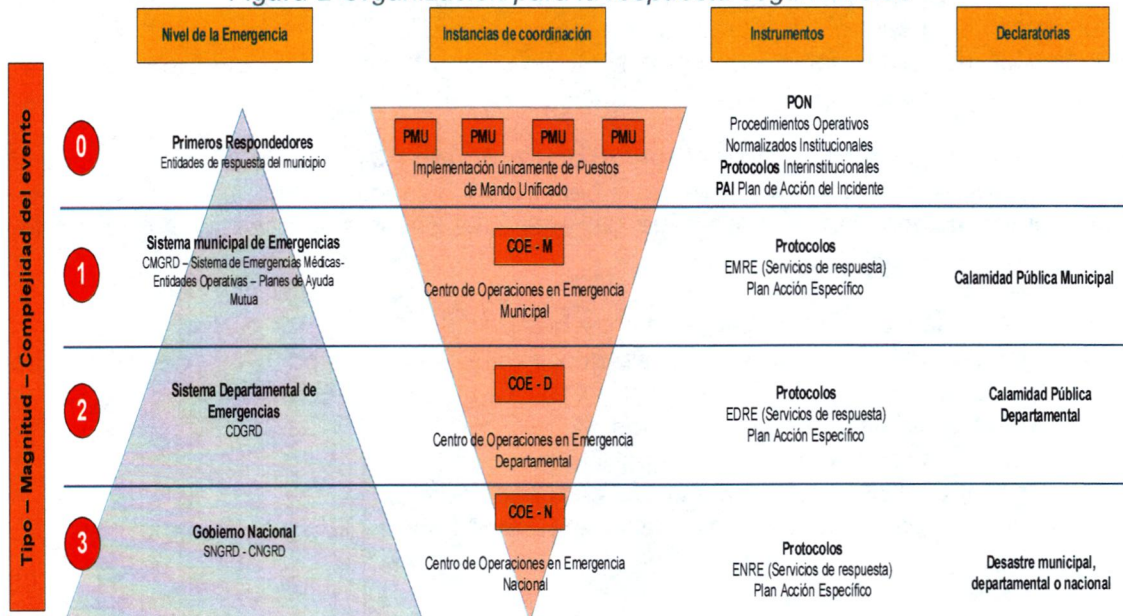 Nivel de la Emergencia
Instancias de coordinación
Instrumentos
Declaratorias
Tipo – Magnitud – Complejidad del evento
0
Primeros Respondedores
Entidades de respuesta del municipio
PMU
PMU
PMU
PMU
Implementación únicamente de Puestos
de Mando Unificado
PON
Procedimientos Operativos
Normalizados Institucionales
Protocolos Interinstitucionales
PAI Plan de Acción del Incidente
1
Sistema municipal de Emergencias
CMGRD – Sistema de Emergencias Médicas-
Entidades Operativas – Planes de Ayuda
Mutua
COE - M
Centro de Operaciones en Emergencia
Municipal
Protocolos
EMRE (Servicios de respuesta)
Plan Acción Específico
Calamidad Pública Municipal
2
Sistema Departamental de
Emergencias
CDGRD
COE - D
Centro de Operaciones en Emergencia
Departamental
Protocolos
EDRE (Servicios de respuesta)
Plan Acción Específico
Calamidad Pública
Departamental
3
Gobierno Nacional
SNGRD - CNGRD
COE - N
Centro de Operaciones en Emergencia
Nacional
Protocolos
ENRE (Servicios de respuesta)
Plan Acción Específico
Desastre municipal,
departamental o nacional